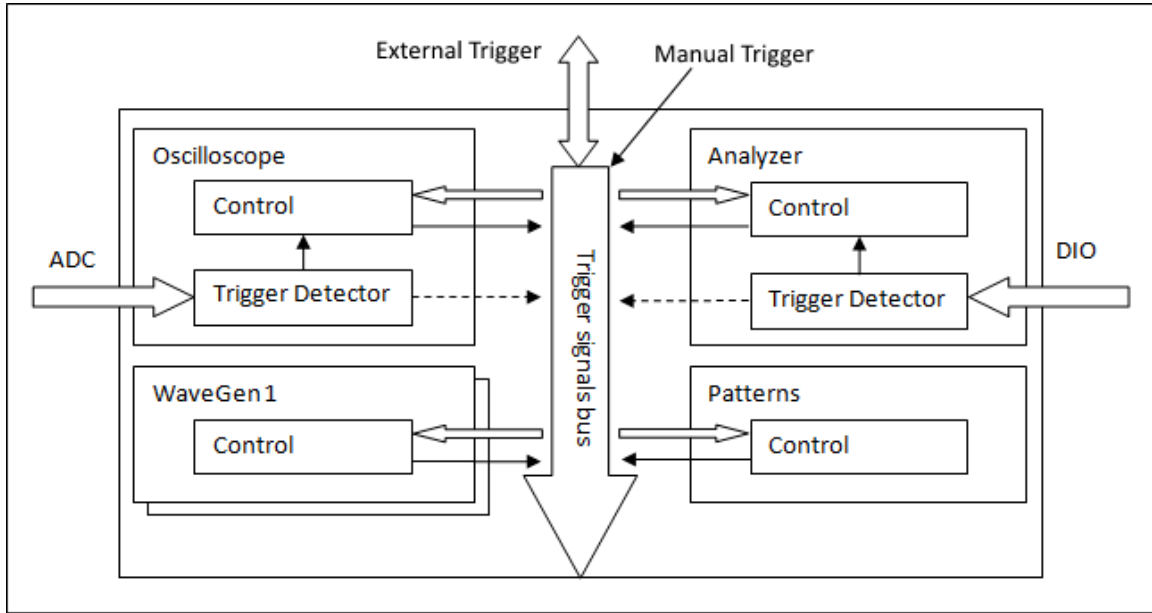 External Trigger
Manual Trigger
Oscilloscope
Control
Trigger Detector
ADC
WaveGen 1
Control
Trigger signals bus
Analyzer
Control
Trigger Detector
DIO
Patterns
Control